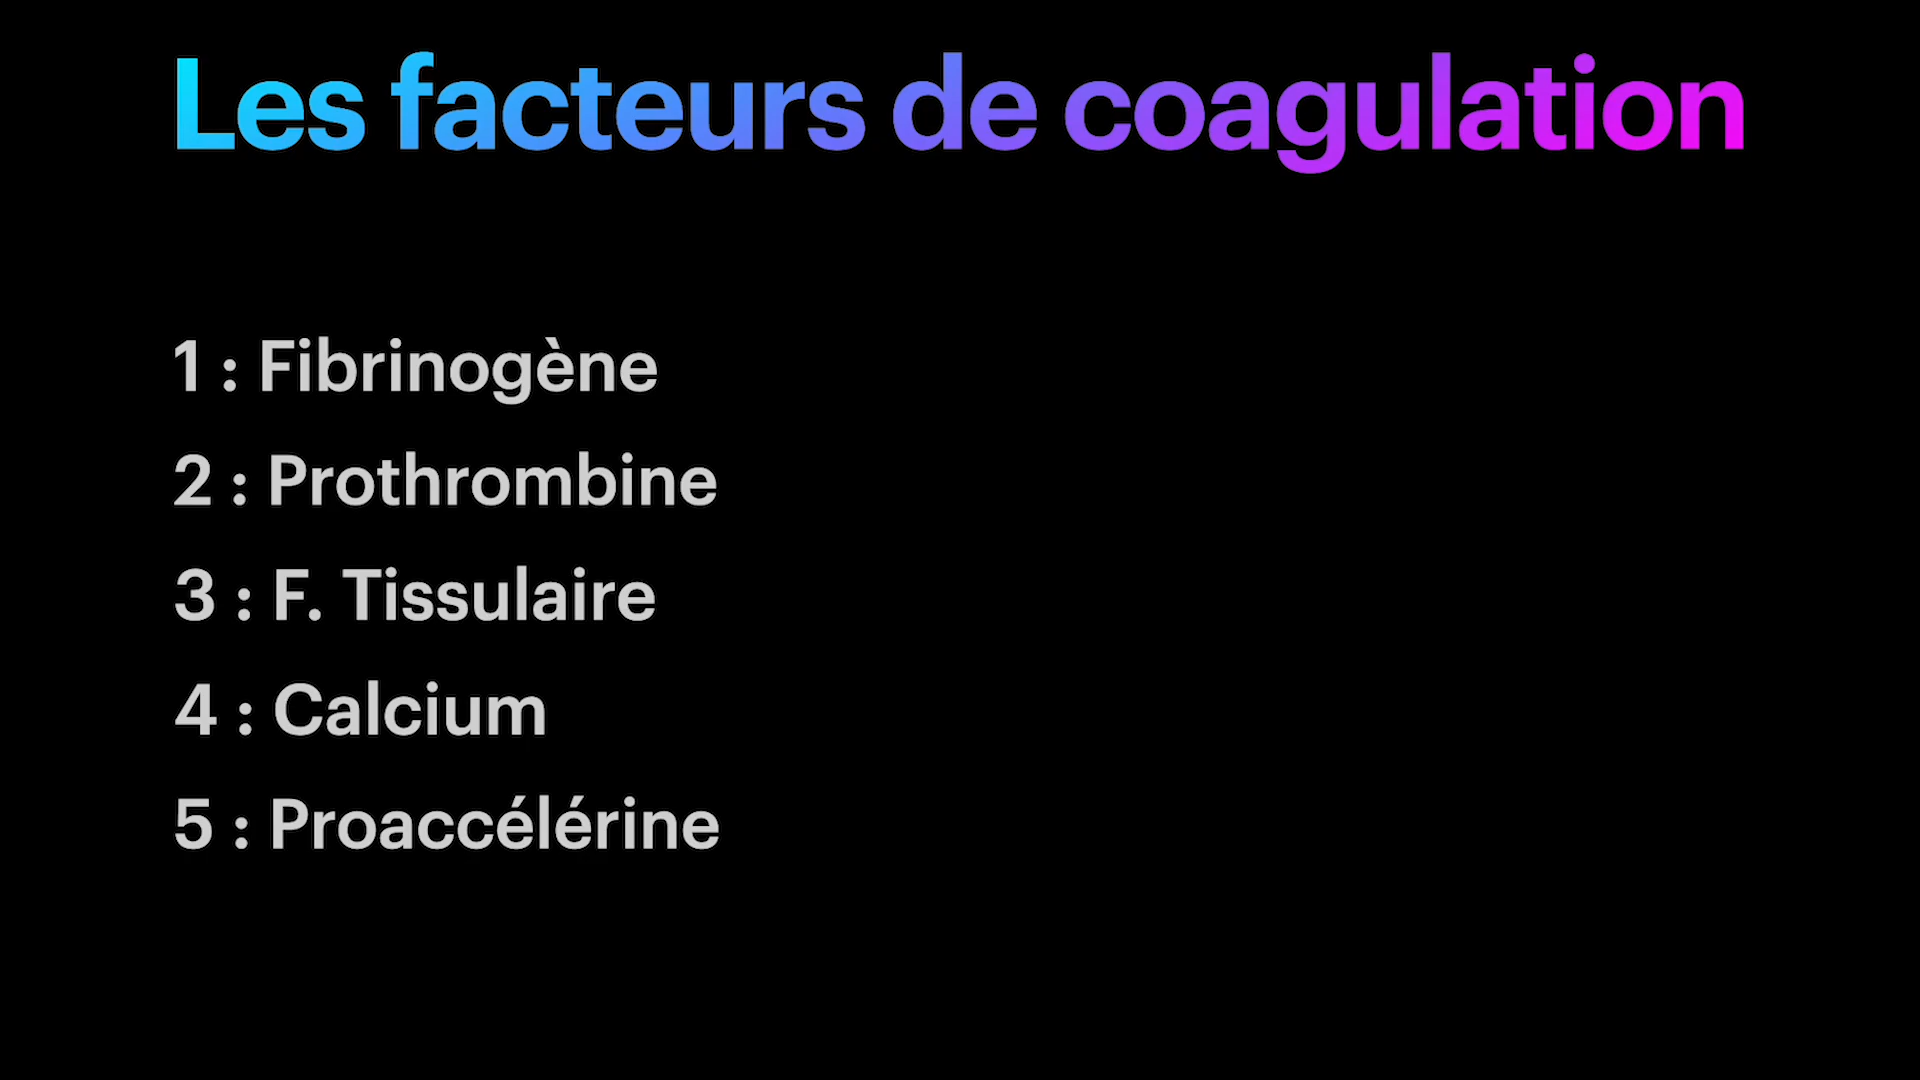 Les facteurs de coagulation
1 : Fibrinogène
2 : Prothrombine
3 : F. Tissulaire
4 : Calcium
5 : Proaccélérine